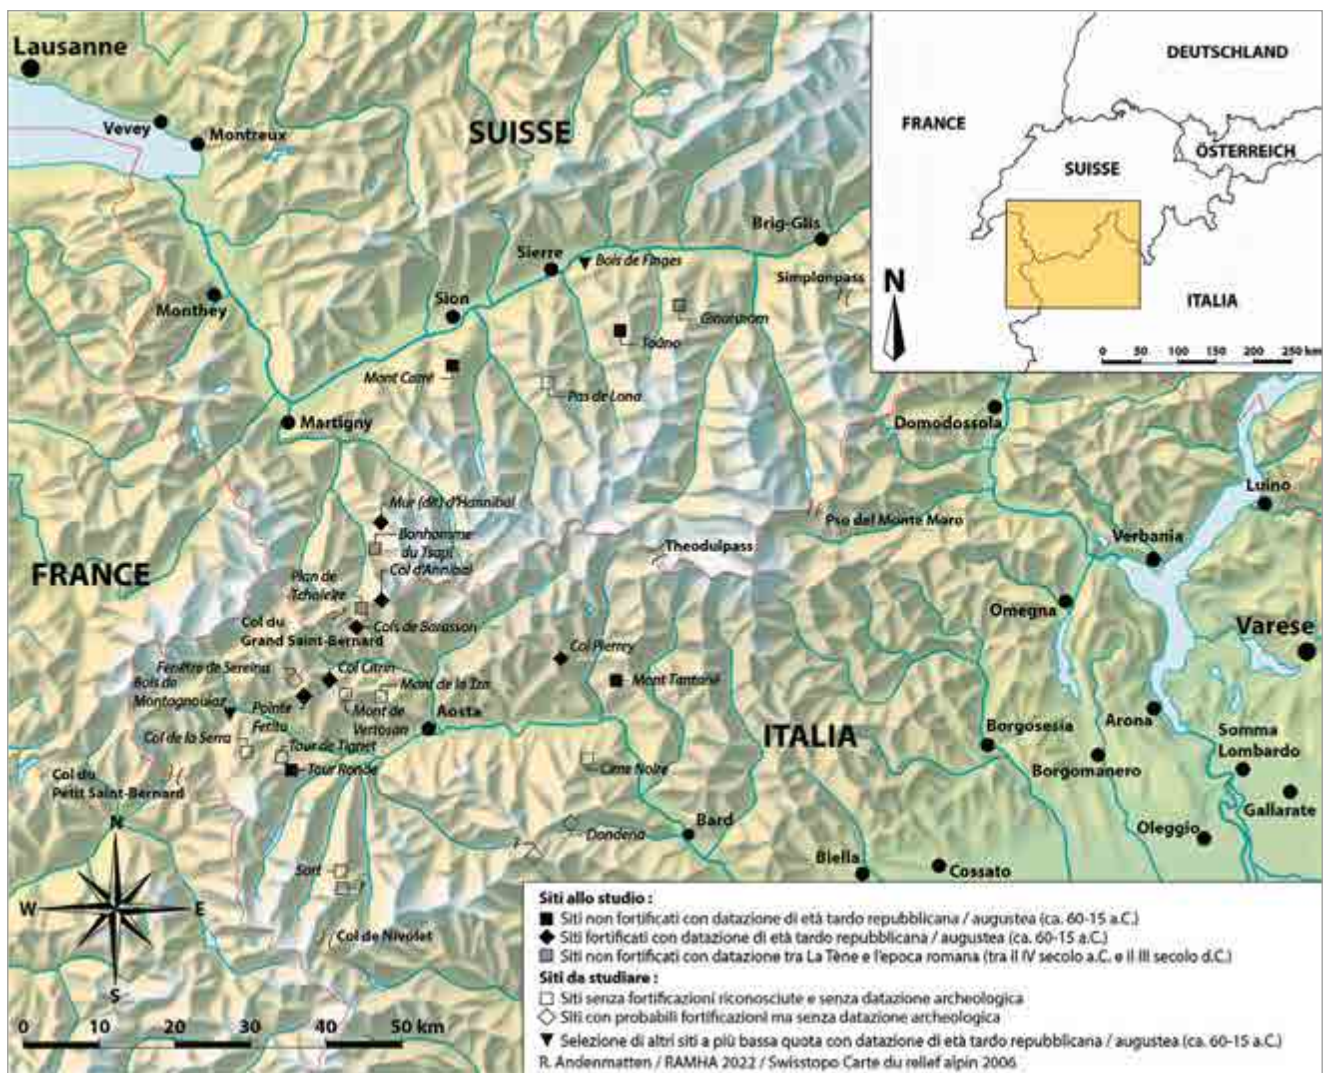 Lausanne
Vevey
Montreux
SUISSE
Monthey
Sion
Sierre
Bois de Finges
Brig-Glis
Simplonpass
Mont Carré
Toûno
Pas de Lona
Martigny
Domodossola
Luino
Mur (dit) d'Hannibal
Bonhomme
du Tsapi
Col d'Annibal
Pso del Monte Moro
Verbania
Theodulpass
FRANCE
Plan de
Tcholeire
Col du
Grand Saint-Bernard
Cols de Barasson
Omegna
Varese
Fenêtre de Sereina
Col Citrin
Col Pierrey
Bois de
Montagnoulaz
Mont de la Tza
Mont Tantané
Pointe
Fetita
Mont de
Vertosan
Aosta
ITALIA
Borgosesia
Arona
Somma
Lombardo
Col de la Serra
Tour de Tignet
Tour Ronde
Cime Noire
Borgomanero
Col du
Petit Saint-Bernard
Gallarate
Dondena
Bard
Oleggio
?
Biella
Cossato
Sort
?
Col de Nivolet
N
W
E
S
0 10 20 30 40 50 km
DEUTSCHLAND
FRANCE
ÖSTERREICH
SUISSE
ITALIA
N
0 50 100 150 200 250 km
Siti allo studio :
Siti non fortificati con datazione di età tardo repubblicana / augustea (ca. 60-15 a.C.)
Siti fortificati con datazione di età tardo repubblicana / augustea (ca. 60-15 a.C.)
Siti non fortificati con datazione tra La Tène e l'epoca romana (tra il IV secolo a.C. e il III secolo d.C.)
Siti da studiare :
Siti senza fortificazioni riconosciute e senza datazione archeologica
Siti con probabili fortificazioni ma senza datazione archeologica
Selezione di altri siti a più bassa quota con datazione di età tardo repubblicana / augustea (ca. 60-15 a.C.)
R. Andenmatten / RAMHA 2022 / Swisstopo Carte du relief alpin 2006